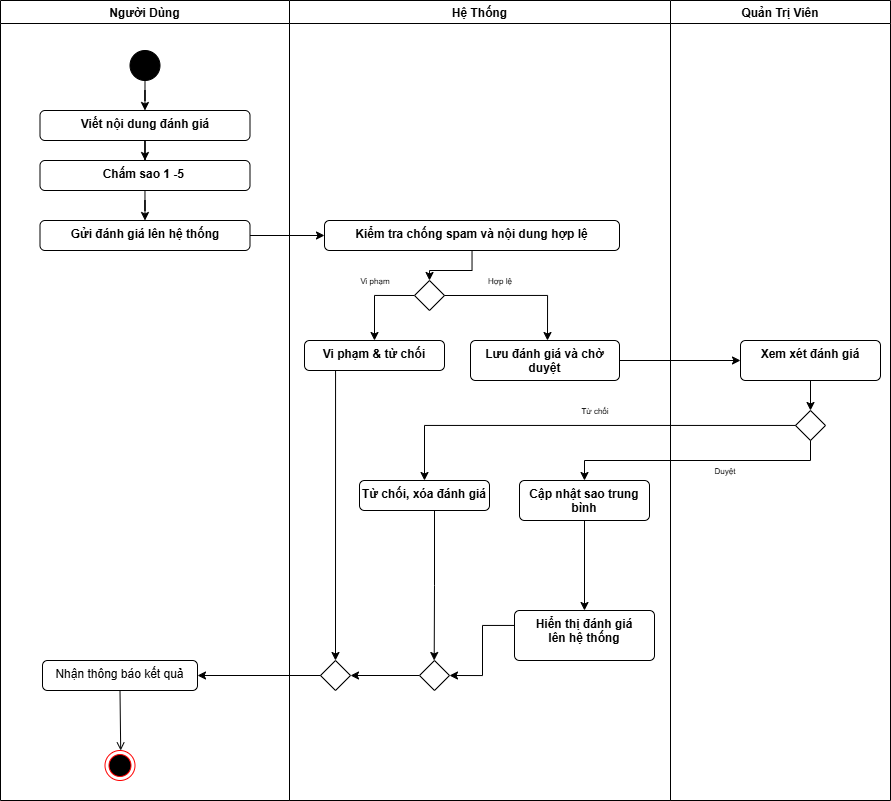 Người Dùng
Hệ Thống
Quản Trị Viên
Viết nội dung đánh giá
Chấm sao 1 -5
Gửi đánh giá lên hệ thống
Kiểm tra chống spam và nội dung hợp lệ
Vi phạm
Hợp lệ
Vi phạm & từ chối
Lưu đánh giá và chờ
duyệt
Xem xét đánh giá
Từ chối
Duyệt
Từ chối, xóa đánh giá
Cập nhật sao trung
bình
Hiển thị đánh giá
lên hệ thống
Nhận thông báo kết quả